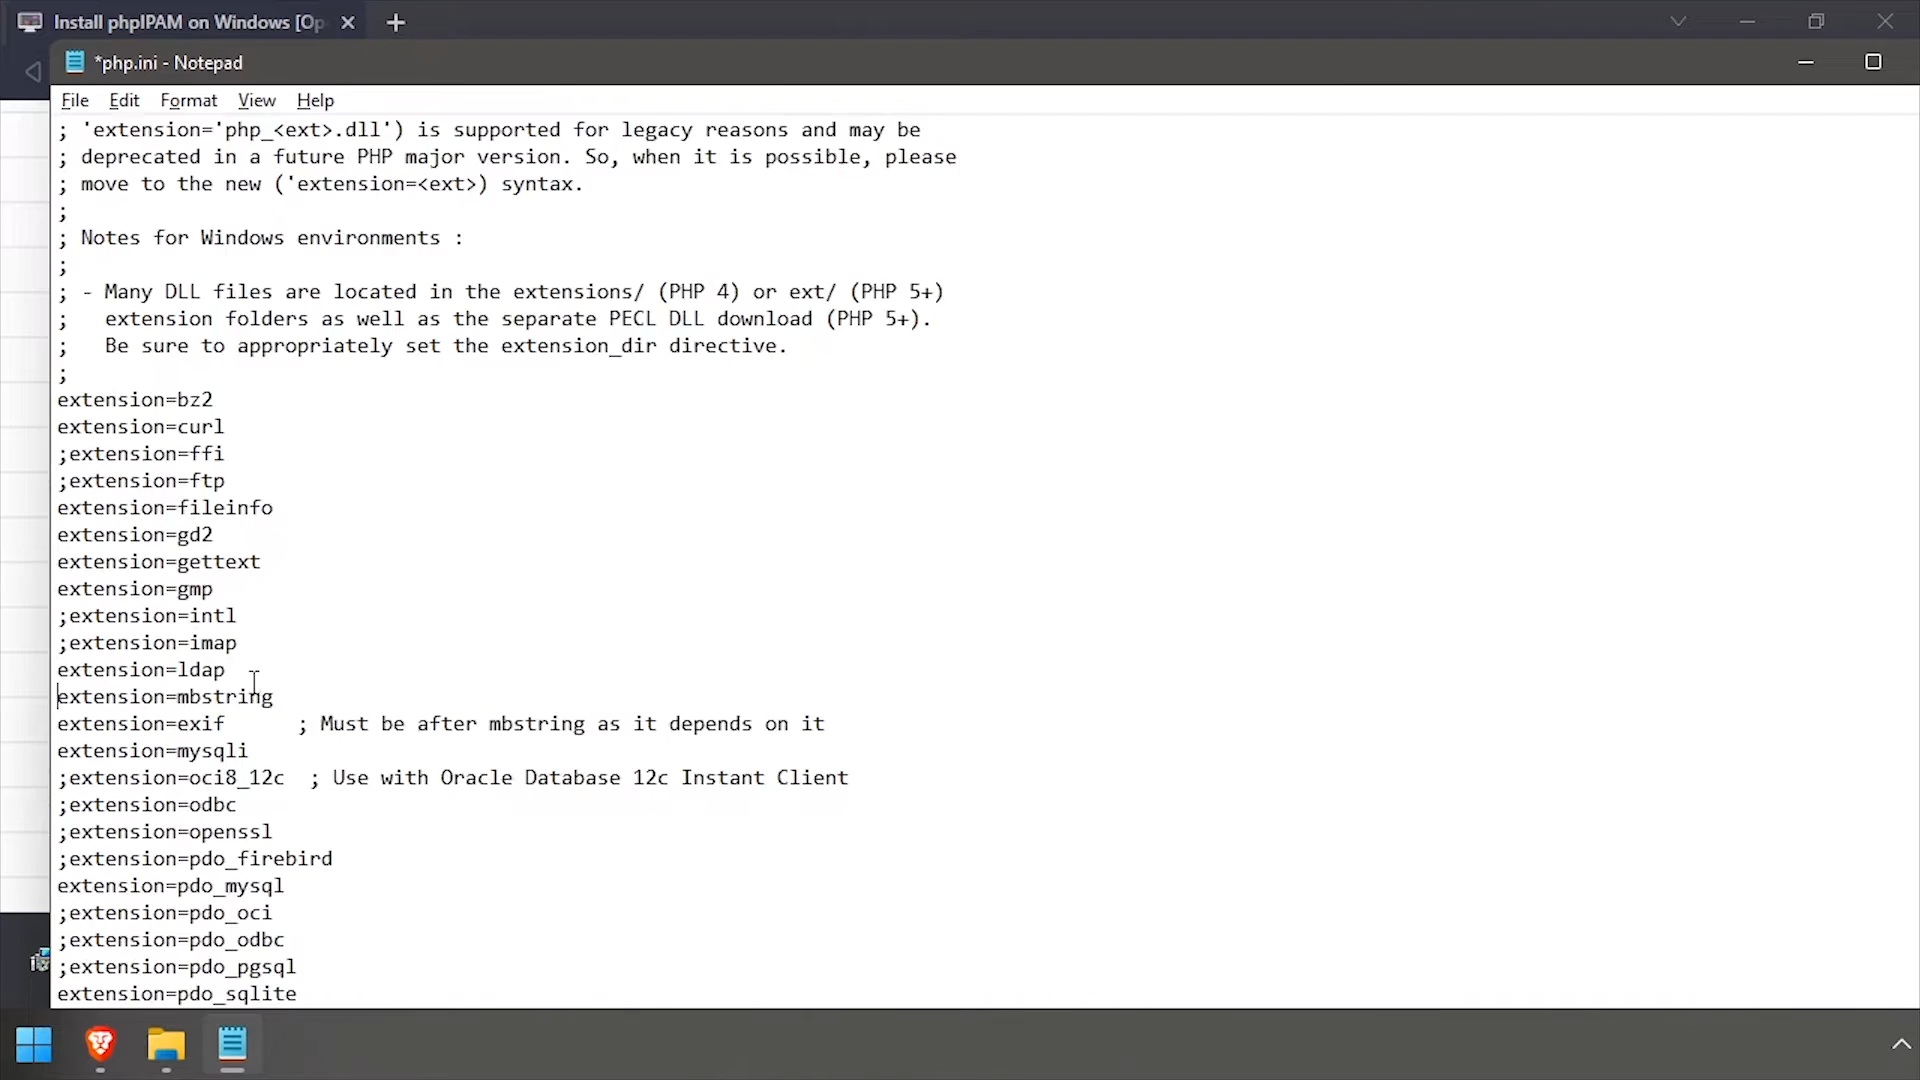 Install phpIPAM on Windows [Op
*php.ini - Notepad
File Edit Format View Help
; 'extension='php_<ext>.dll') is supported for legacy reasons and may be
; deprecated in a future PHP major version. So, when it is possible, please
; move to the new ('extension=<ext>) syntax.
;
; Notes for Windows environments :
;
; - Many DLL files are located in the extensions/ (PHP 4) or ext/ (PHP 5+)
;   extension folders as well as the separate PECL DLL download (PHP 5+).
;   Be sure to appropriately set the extension_dir directive.
;
extension=bz2
extension=curl
;extension=ffi
;extension=ftp
extension=fileinfo
extension=gd2
extension=gettext
extension=gmp
;extension=intl
;extension=imap
extension=ldap
extension=mbstring
extension=exif      ; Must be after mbstring as it depends on it
extension=mysqli
;extension=oci8_12c  ; Use with Oracle Database 12c Instant Client
;extension=odbc
;extension=openssl
;extension=pdo_firebird
extension=pdo_mysql
;extension=pdo_oci
;extension=pdo_odbc
;extension=pdo_pgsql
extension=pdo_sqlite